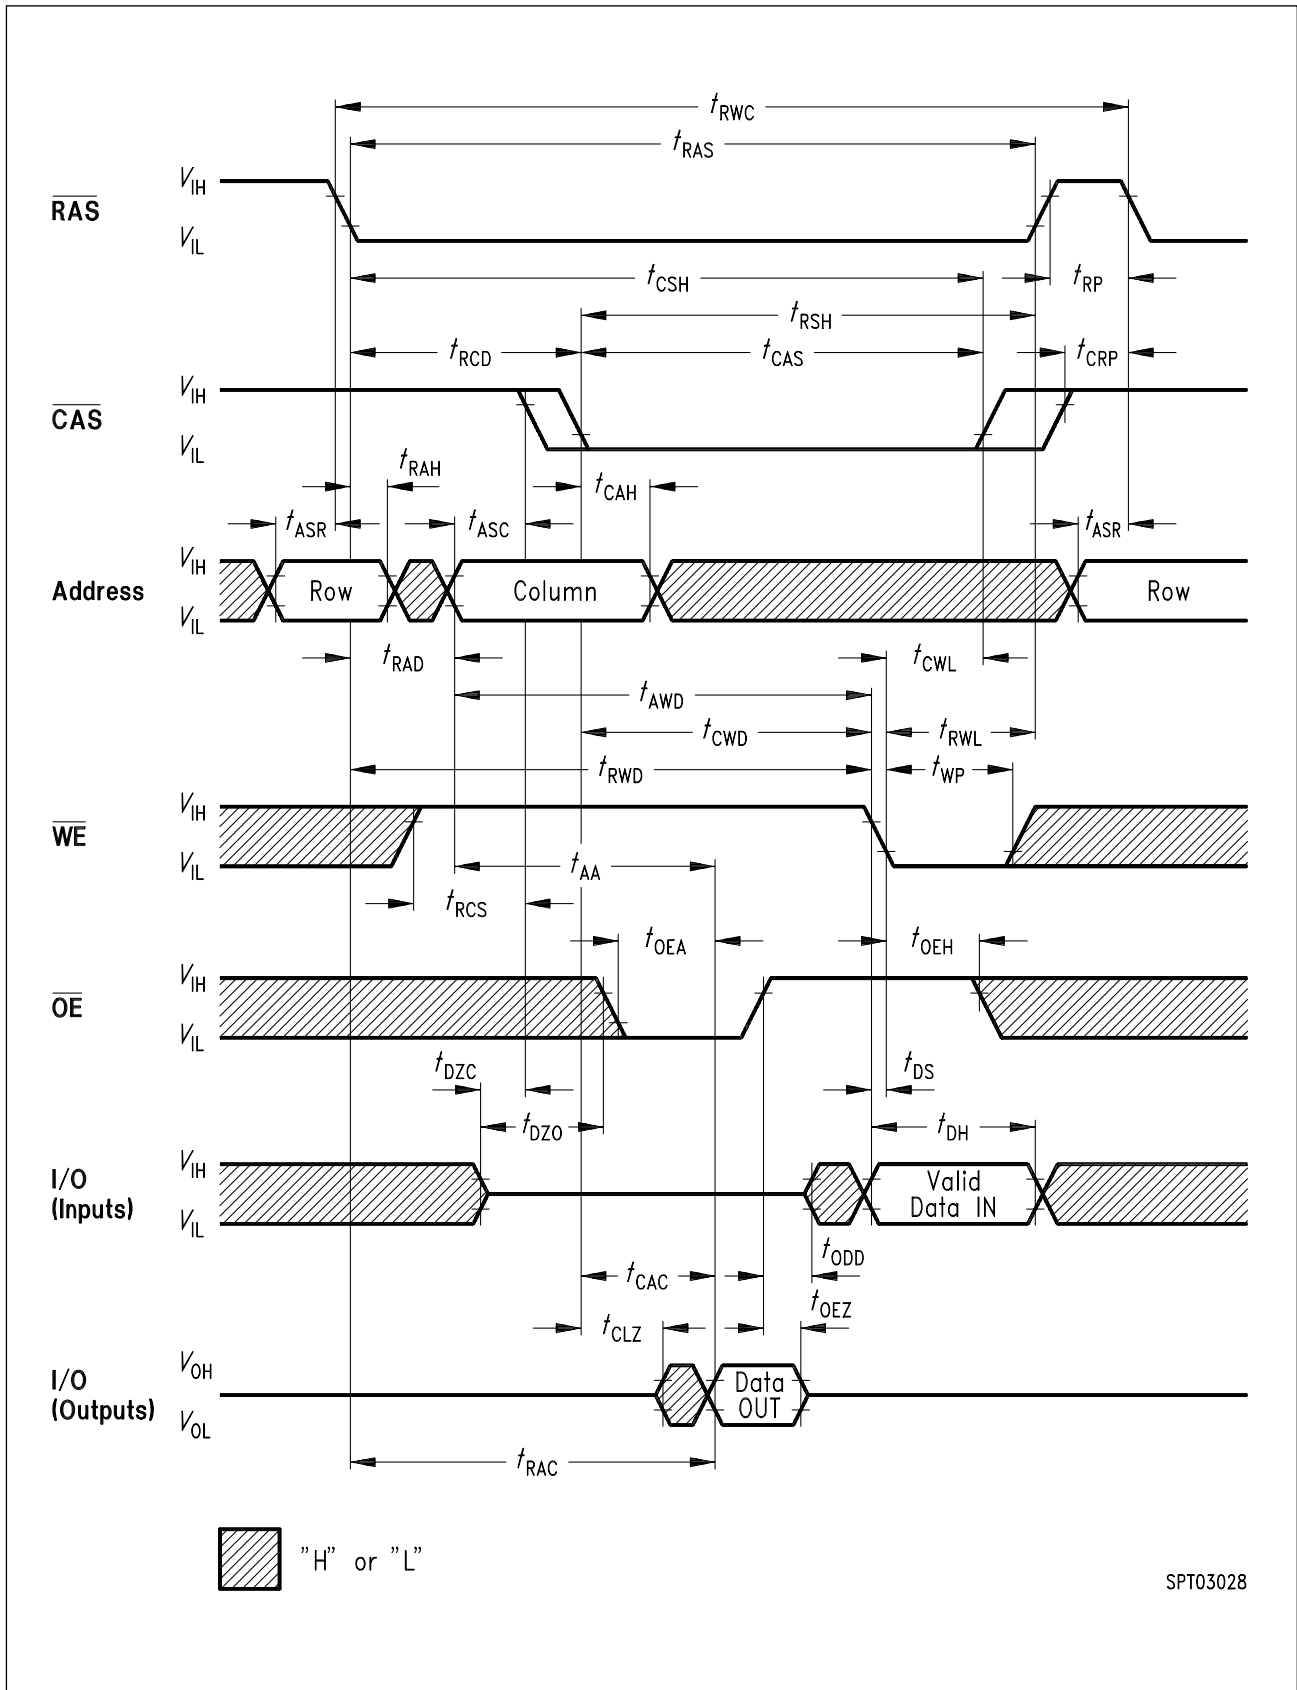 tRWC
tRAS
RAS VIH
VIL
tCSH tRP
tRSH
tRCD tCAS tCRP
CAS VIH
VIL
tRAH tCAH
tASR tASC tASR
Address VIH Row Column Row
VIL
tRAD tCWL
tAWD
tCWD tRWL
tRWD tWP
WE VIH
VIL
tAA
tRCS
tOEA tOEH
OE VIH
VIL
tDZC tDS
tDZO tDH
I/O VIH Valid
(Inputs) VIL Data IN
tODD
tCAC
tOEZ
tCLZ
I/O VOH Data
(Outputs) VOL OUT
tRAC
"H" or "L"
SPT03028